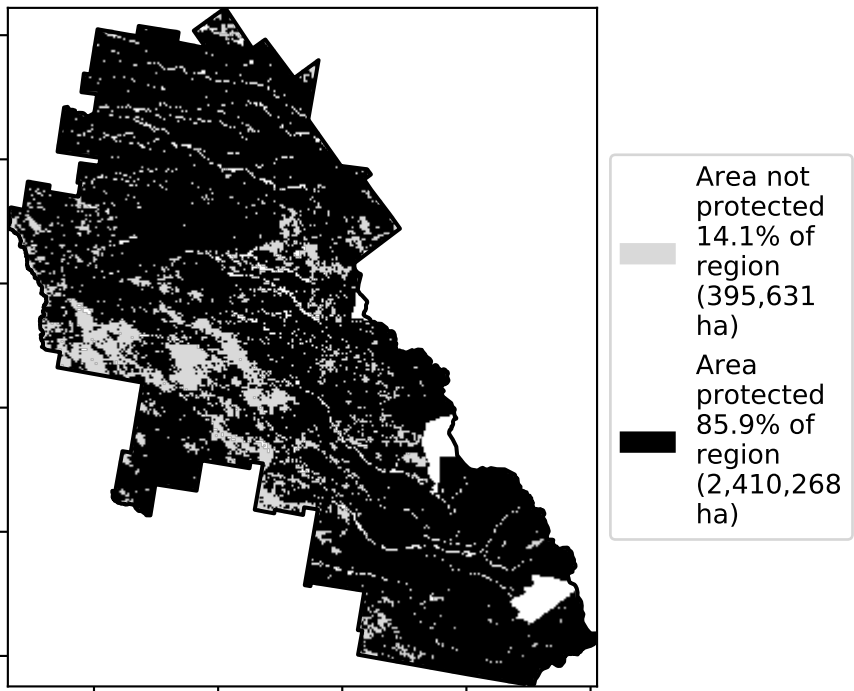 Area not
protected
14.1% of
region
(395,631
ha)
Area
protected
85.9% of
region
(2,410,268
ha)